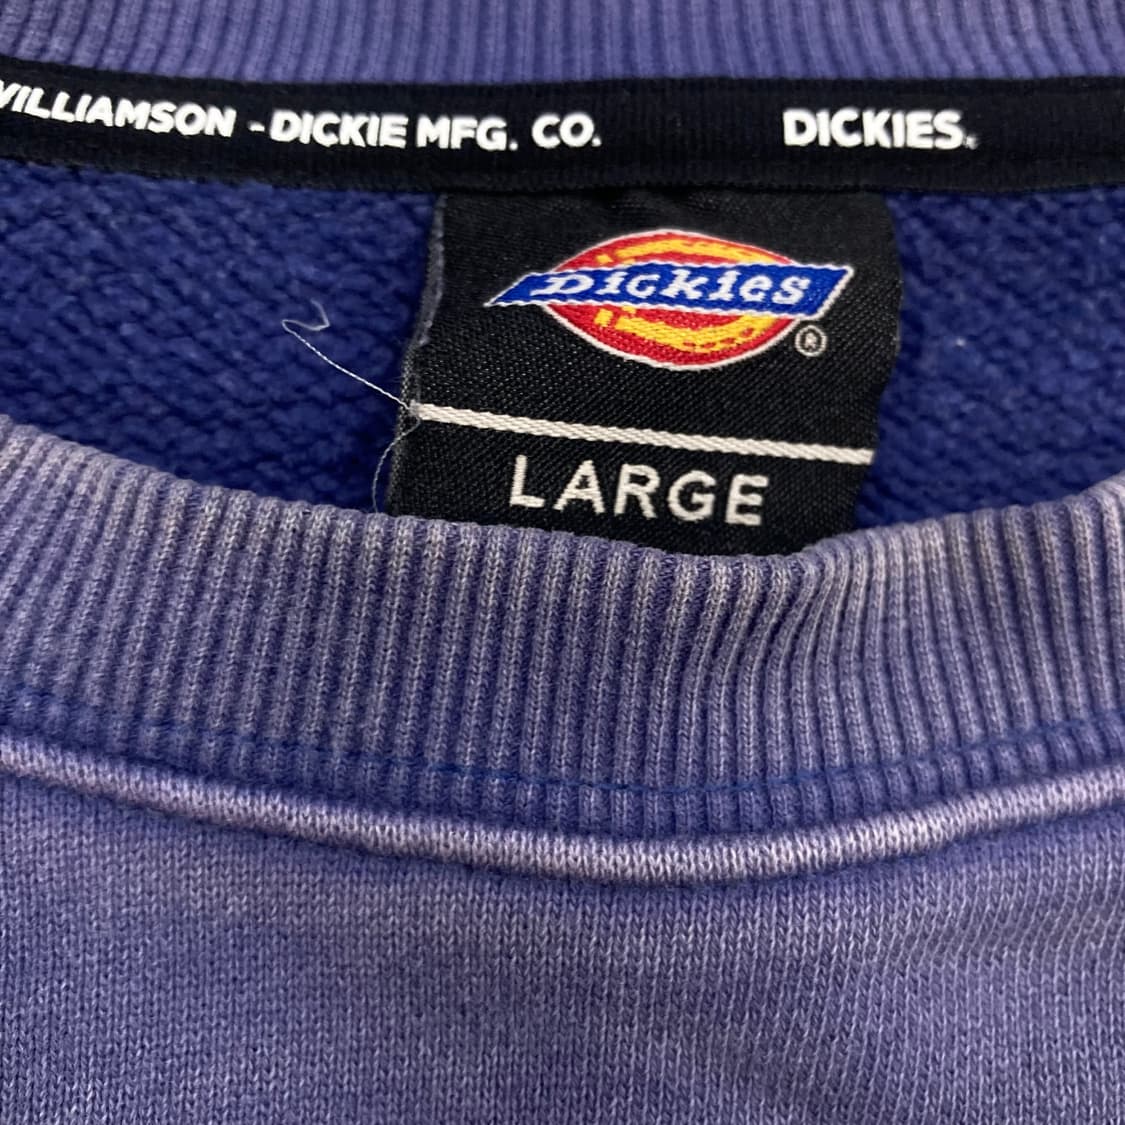 WILLIAMSON - DICKIE MFG. CO. DICKIES.
Dickies ®
LARGE